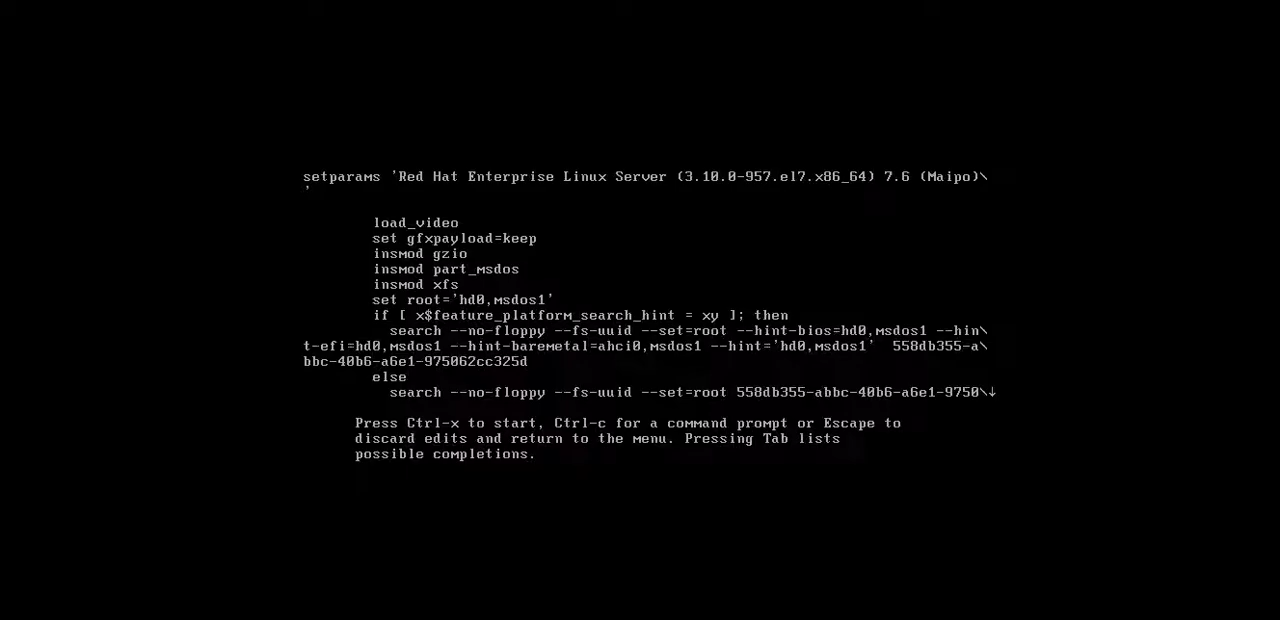 setparams 'Red Hat Enterprise Linux Server (3.10.0-957.el7.x86_64) 7.6 (Maipo)\
'
load_video
set gfxpayload=keep
insmod gzio
insmod part_msdos
insmod xfs
set root='hd0,msdos1'
if [ x$feature_platform_search_hint = xy ]; then
search --no-floppy --fs-uuid --set=root --hint-bios=hd0,msdos1 --hin\
t-efi=hd0,msdos1 --hint-baremetal=ahci0,msdos1 --hint='hd0,msdos1'  558db355-a\
bbc-40b6-a6e1-975062cc325d
else
search --no-floppy --fs-uuid --set=root 558db355-abbc-40b6-a6e1-9750\↓
Press Ctrl-x to start, Ctrl-c for a command prompt or Escape to
discard edits and return to the menu. Pressing Tab lists
possible completions.